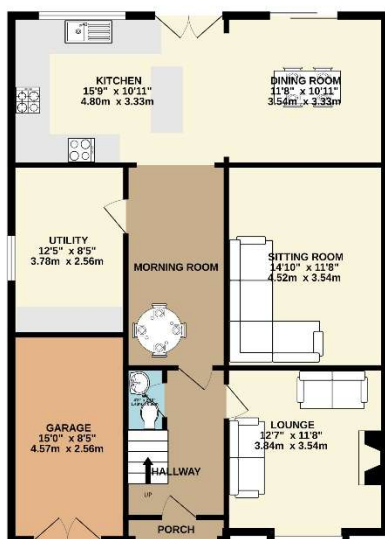 KITCHEN
15'9" x 10'11"
4.80m x 3.33m
DINING ROOM
11'8" x 10'11"
3.54m x 3.33m
UTILITY
12'5" x 8'5"
3.78m x 2.56m
MORNING ROOM
SITTING ROOM
14'10" x 11'8"
4.52m x 3.54m
GARAGE
15'0" x 8'5"
4.57m x 2.56m
LOUNGE
12'7" x 11'8"
3.84m x 3.54m
HALLWAY
UP
PORCH